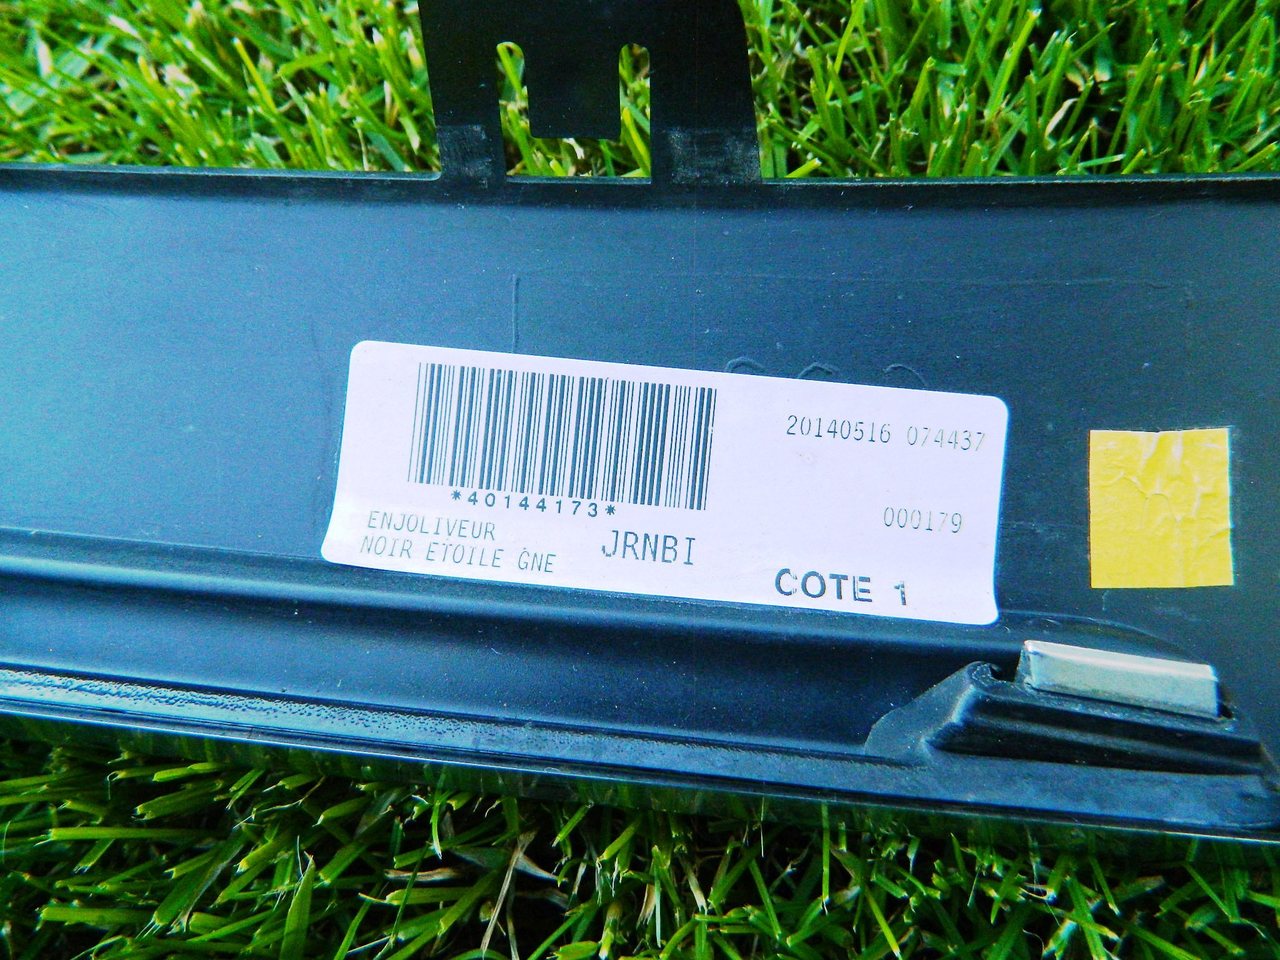 20140516 074437
*40144173*
000179
ENJOLIVEUR
NOIR ETOILE GNE
JRNBI
COTE 1